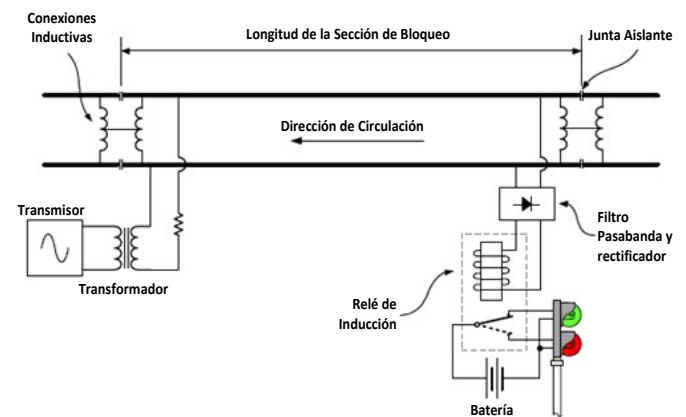 Conexiones
Inductivas
Longitud de la Sección de Bloqueo
Junta Aislante
Dirección de Circulación
Transmisor
Transformador
Filtro
Pasabanda y
rectificador
Relé de
Inducción
Batería